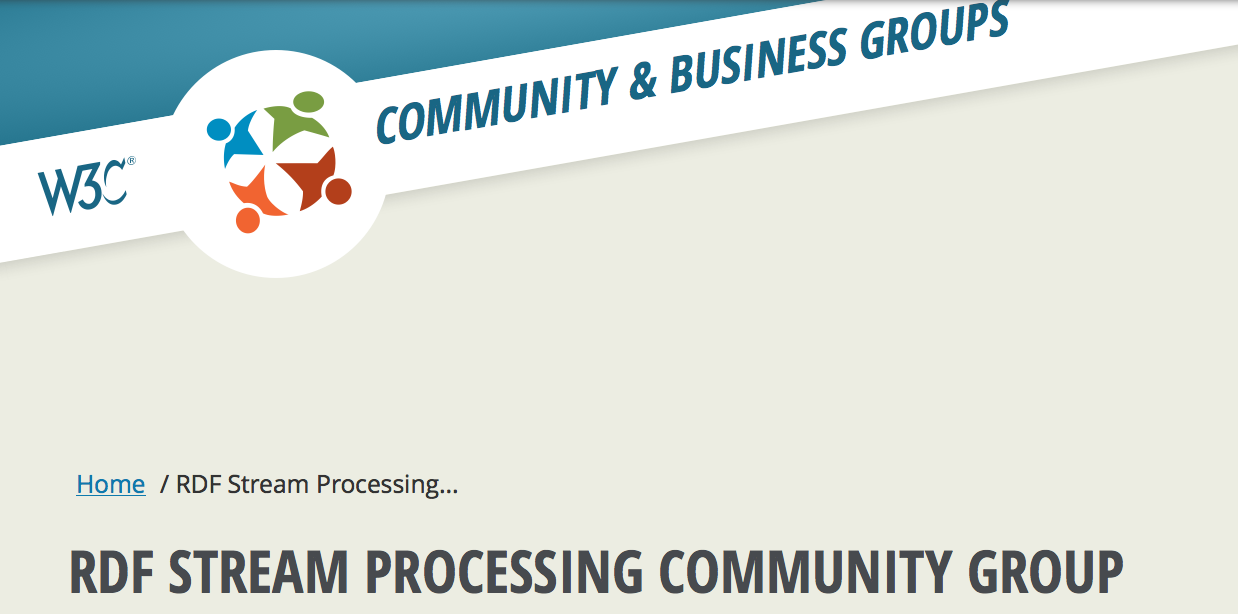 COMMUNITY & BUSINESS GROUPS
W3C®
Home / RDF Stream Processing...
RDF STREAM PROCESSING COMMUNITY GROUP